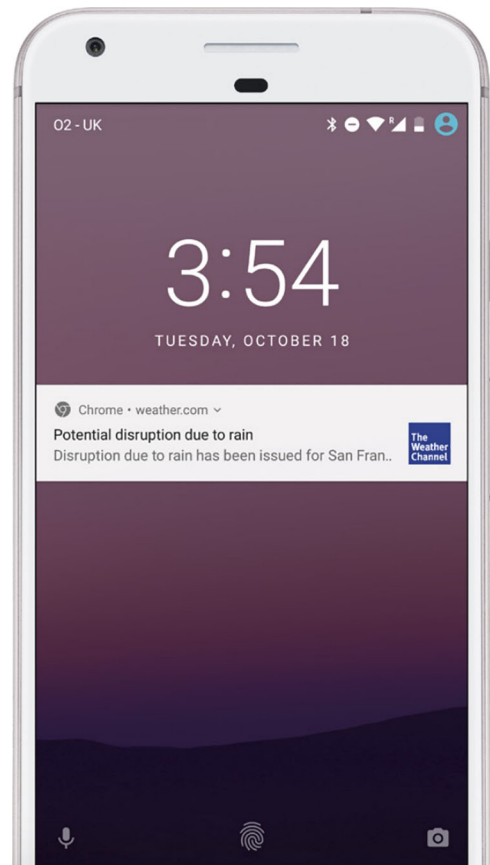 O2 - UK
R
3:54
TUESDAY, OCTOBER 18
Chrome • weather.com
Potential disruption due to rain
Disruption due to rain has been issued for San Fran..
The
Weather
Channel